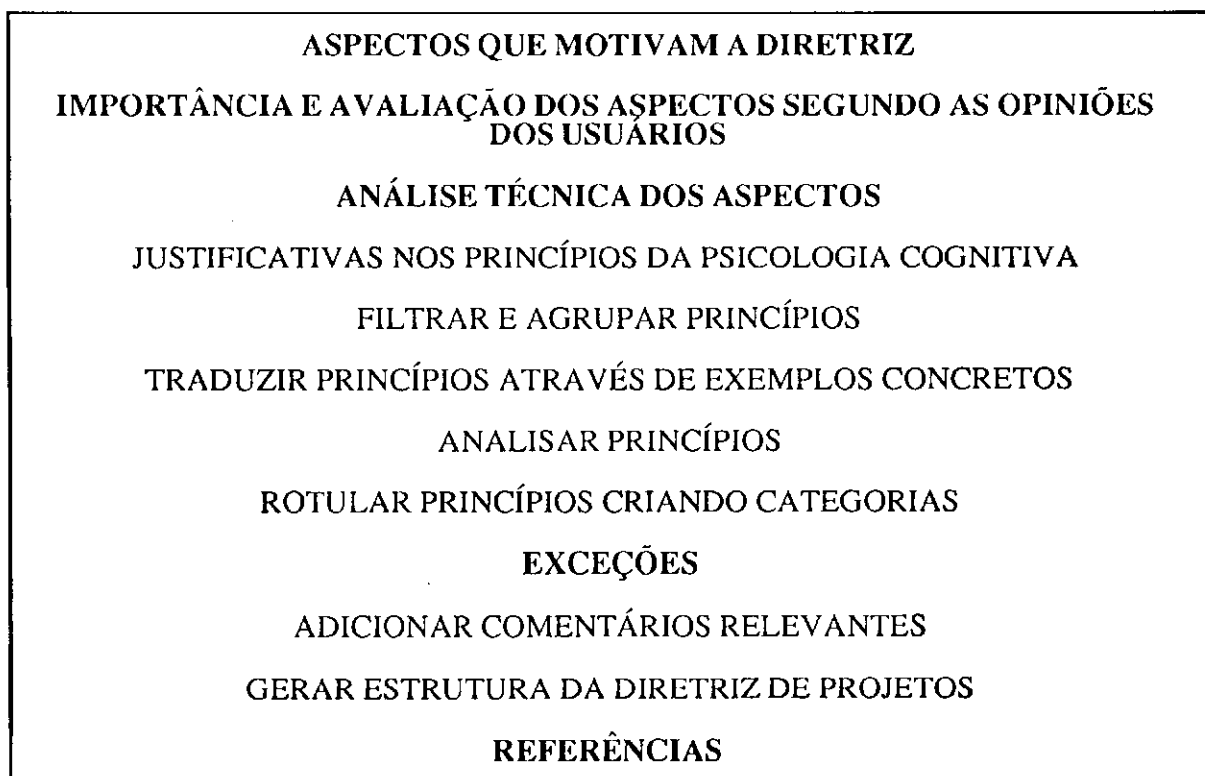 ASPECTOS QUE MOTIVAM A DIRETRIZ
IMPORTÂNCIA E AVALIAÇÃO DOS ASPECTOS SEGUNDO AS OPINIÕES
DOS USUÁRIOS
ANÁLISE TÉCNICA DOS ASPECTOS
JUSTIFICATIVAS NOS PRINCÍPIOS DA PSICOLOGIA COGNITIVA
FILTRAR E AGRUPAR PRINCÍPIOS
TRADUZIR PRINCÍPIOS ATRAVÉS DE EXEMPLOS CONCRETOS
ANALISAR PRINCÍPIOS
ROTULAR PRINCÍPIOS CRIANDO CATEGORIAS
EXCEÇÕES
ADICIONAR COMENTÁRIOS RELEVANTES
GERAR ESTRUTURA DA DIRETRIZ DE PROJETOS
REFERÊNCIAS